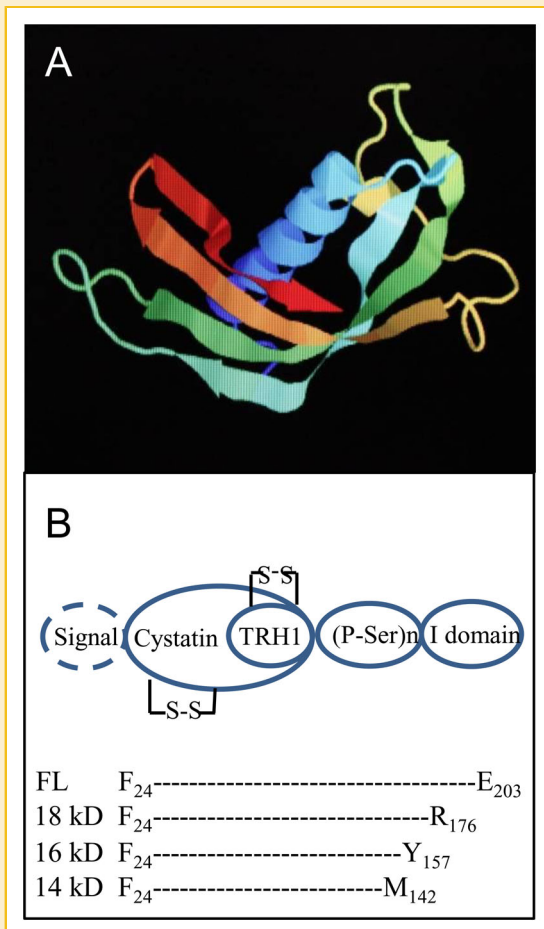 A
B
S-S
Signal Cystatin TRH1 (P-Ser)n I domain
S-S
FL F24-----------------------------------E203
18 kD F24------------------------------R176
16 kD F24---------------------------Y157
14 kD F24-------------------------M142